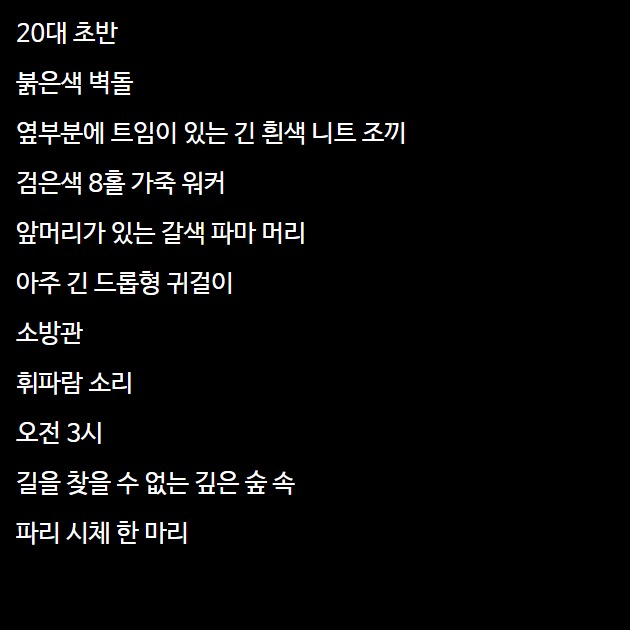 20대 초반
붉은색 벽돌
옆부분에 트임이 있는 긴 흰색 니트 조끼
검은색 8홀 가죽 워커
앞머리가 있는 갈색 파마 머리
아주 긴 드롭형 귀걸이
소방관
휘파람 소리
오전 3시
길을 찾을 수 없는 깊은 숲 속
파리 시체 한 마리